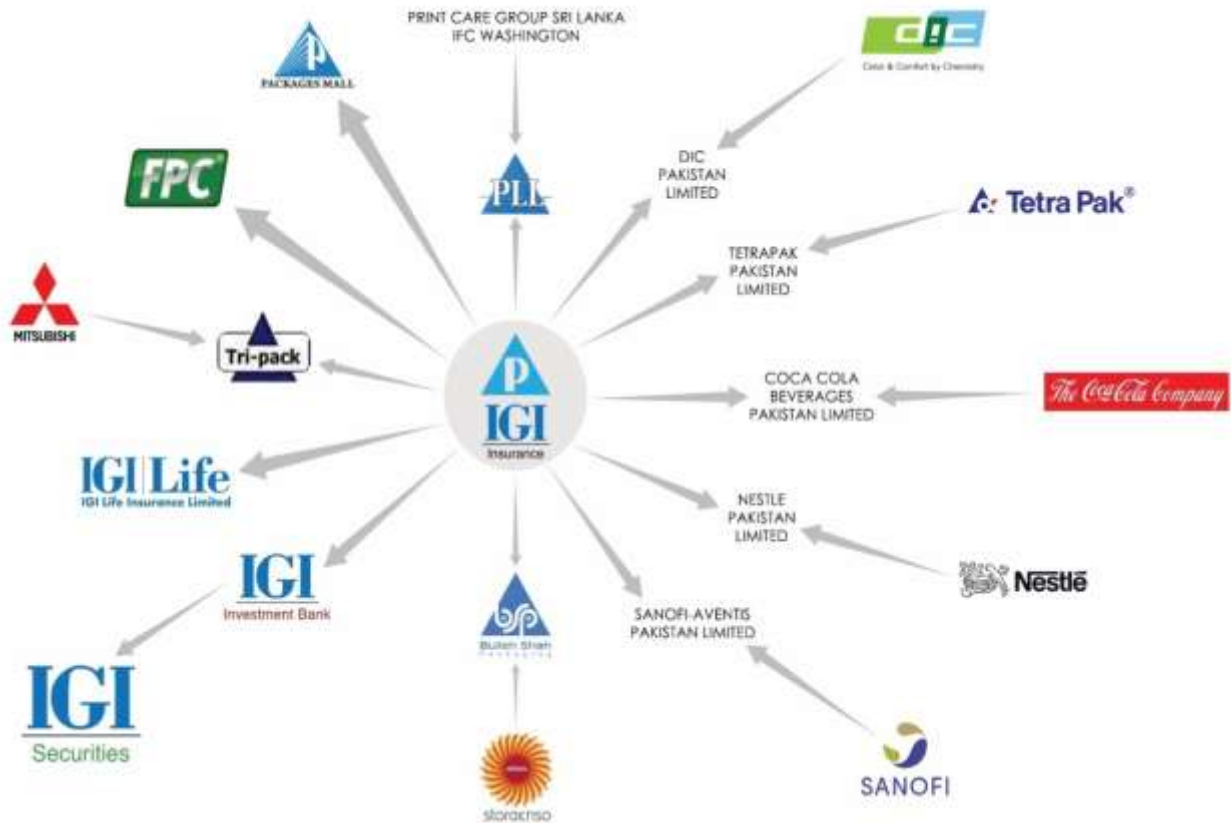 PRINT CARE GROUP SRI LANKA
IFC WASHINGTON
P
PACKAGES MALL
dic
Color & Comfort by Chemistry
FPC
PLL
DIC
PAKISTAN
LIMITED
Tetra Pak®
TETRAPAK
PAKISTAN
LIMITED
MITSUBISHI
Tri-pack
P
IGI
Insurance
COCA COLA
BEVERAGES
PAKISTAN LIMITED
The Coca Cola Company
IGI Life
IGI Life Insurance Limited
NESTLE
PAKISTAN
LIMITED
IGI
Investment Bank
Nestlé
bsp
Bulleh Shah
Packaging
SANOFI-AVENTIS
PAKISTAN LIMITED
IGI
Securities
storaenso
SANOFI